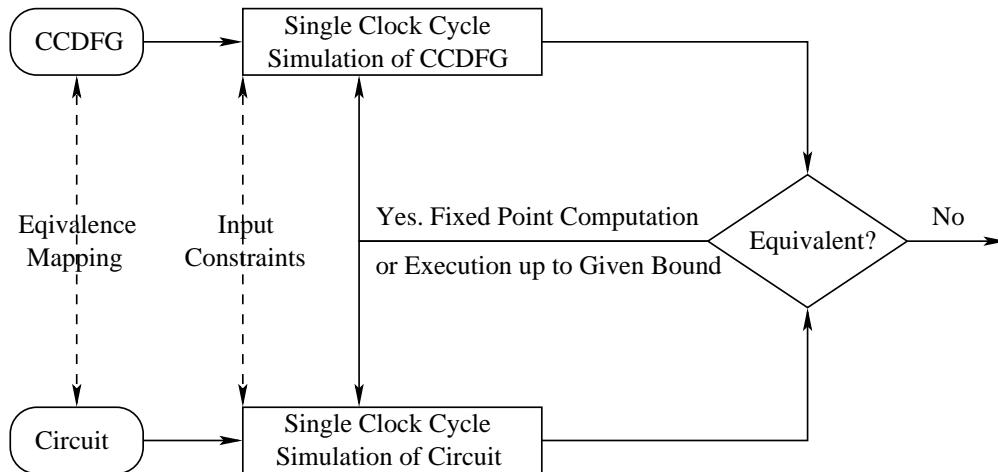 CCDFG
Single Clock Cycle
Simulation of CCDFG
Eqivalence
Mapping
Input
Constraints
Yes. Fixed Point Computation
or Execution up to Given Bound
Equivalent?
No
Circuit
Single Clock Cycle
Simulation of Circuit